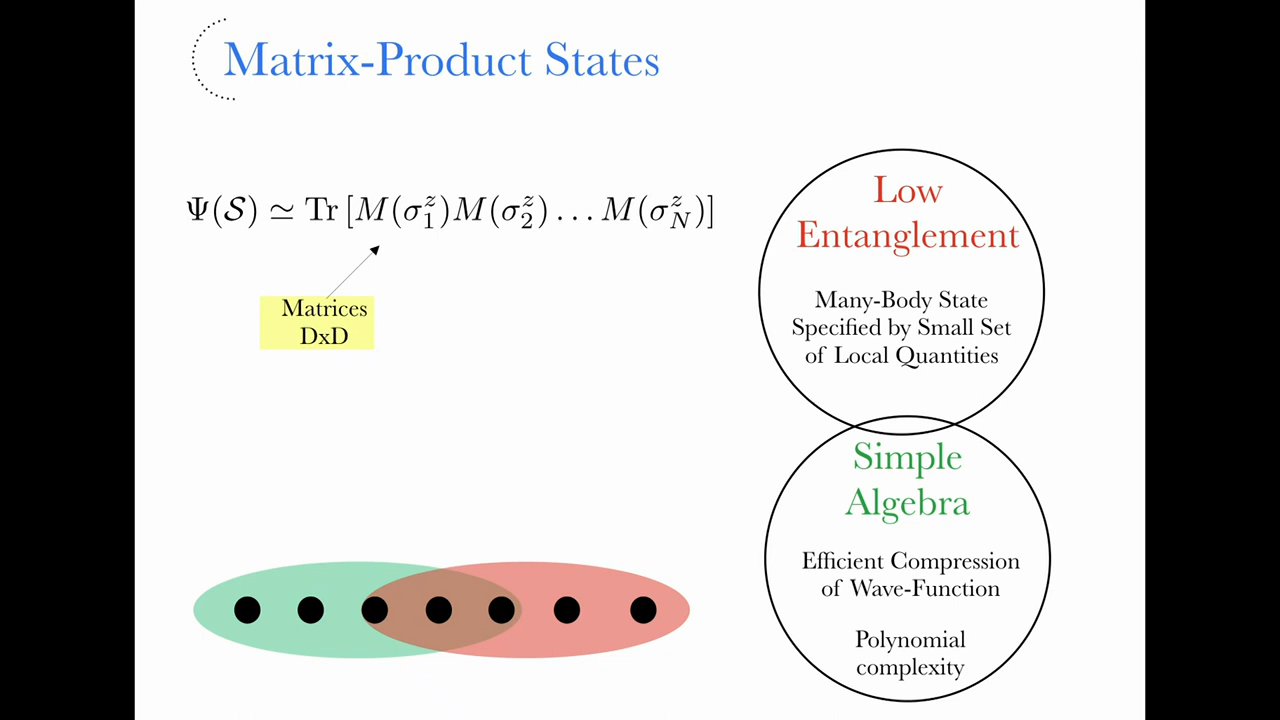 Matrix-Product States
Ψ(𝒮) ≃ Tr [M(σ₁ᶻ)M(σ₂ᶻ) … M(σ_Nᶻ)]
Matrices
DxD
Low
Entanglement
Many-Body State
Specified by Small Set
of Local Quantities
Simple
Algebra
Efficient Compression
of Wave-Function
Polynomial
complexity